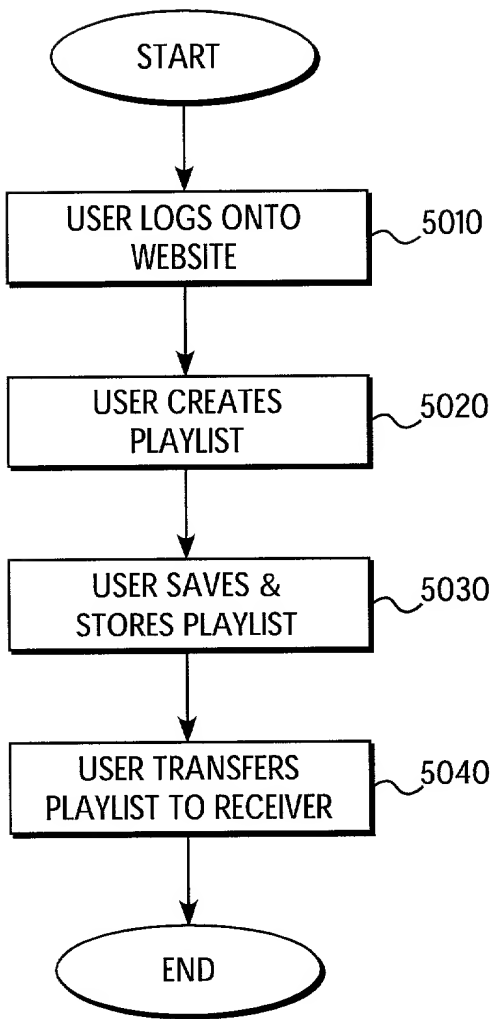 START
USER LOGS ONTO
WEBSITE
5010
USER CREATES
PLAYLIST
5020
USER SAVES &
STORES PLAYLIST
5030
USER TRANSFERS
PLAYLIST TO RECEIVER
5040
END